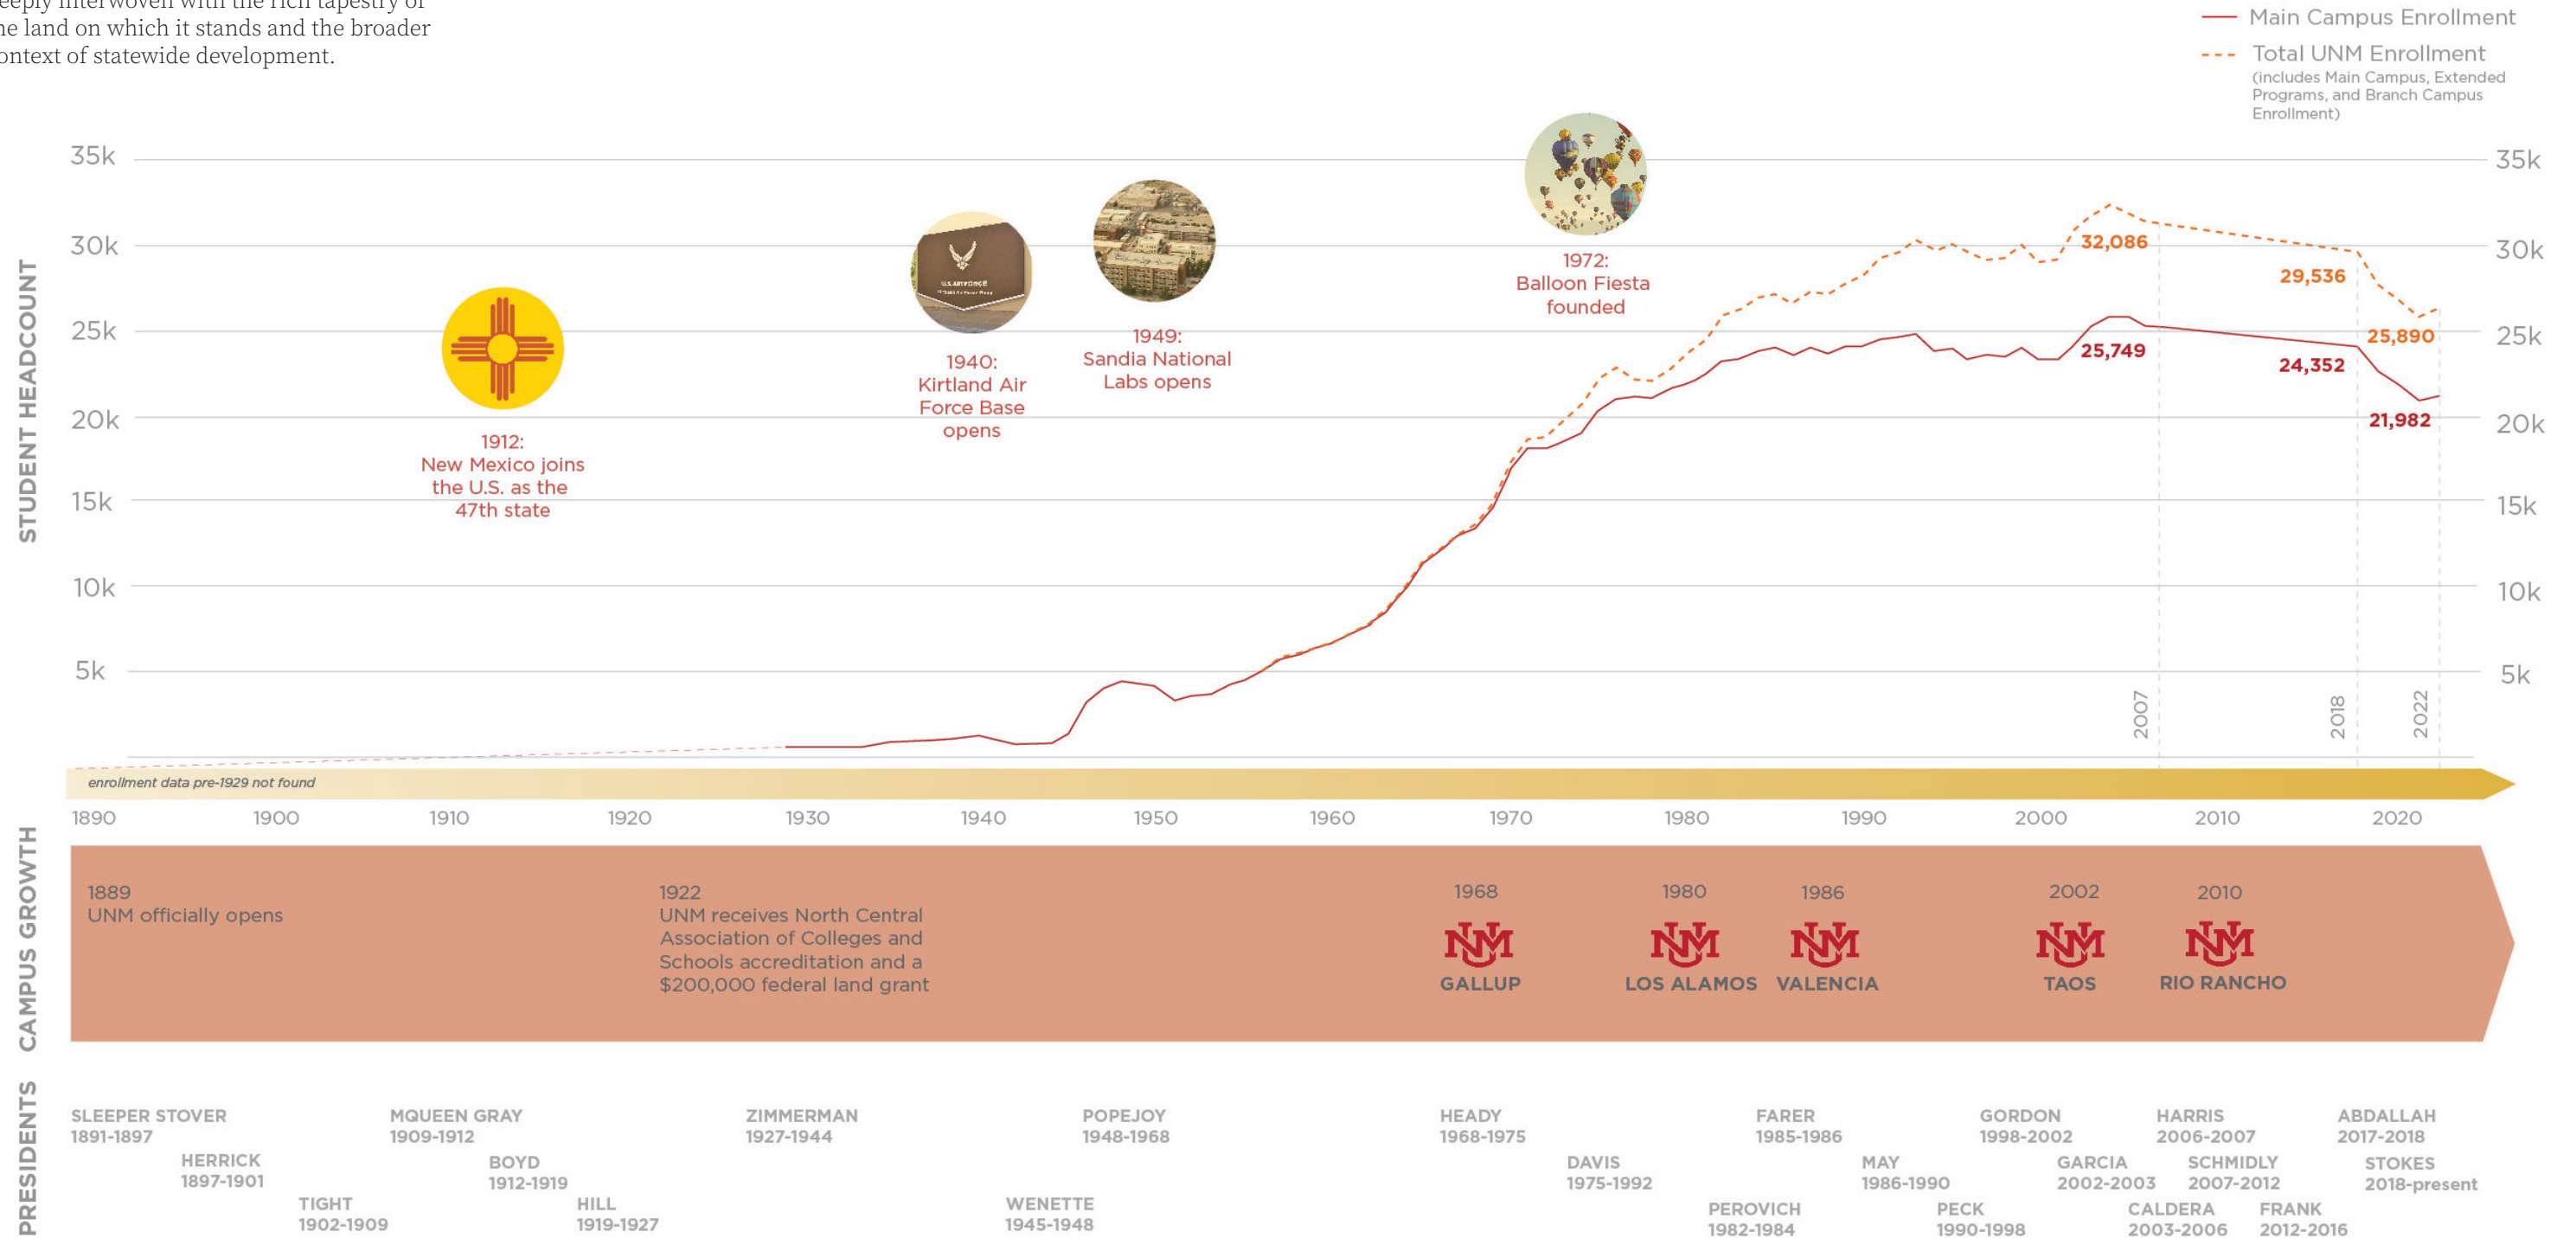 eeply interwoven with the rich tapestry of
he land on which it stands and the broader
ontext of statewide development.
Main Campus Enrollment
Total UNM Enrollment
(includes Main Campus, Extended
Programs, and Branch Campus
Enrollment)
STUDENT HEADCOUNT
35k
30k
25k
20k
15k
10k
5k
35k
30k
25k
20k
15k
10k
5k
1912:
New Mexico joins
the U.S. as the
47th state
U.S. AIR FORCE
1940:
Kirtland Air
Force Base
opens
1949:
Sandia National
Labs opens
1972:
Balloon Fiesta
founded
32,086
29,536
25,890
25,749
24,352
21,982
2007
2018
2022
enrollment data pre-1929 not found
1890 1900 1910 1920 1930 1940 1950 1960 1970 1980 1990 2000 2010 2020
CAMPUS GROWTH
1889
UNM officially opens
1922
UNM receives North Central
Association of Colleges and
Schools accreditation and a
$200,000 federal land grant
1968
NM
GALLUP
1980
NM
LOS ALAMOS
1986
NM
VALENCIA
2002
NM
TAOS
2010
NM
RIO RANCHO
PRESIDENTS
SLEEPER STOVER
1891-1897
HERRICK
1897-1901
TIGHT
1902-1909
MQUEEN GRAY
1909-1912
BOYD
1912-1919
HILL
1919-1927
ZIMMERMAN
1927-1944
WENETTE
1945-1948
POPEJOY
1948-1968
HEADY
1968-1975
DAVIS
1975-1992
PEROVICH
1982-1984
FARER
1985-1986
MAY
1986-1990
PECK
1990-1998
GORDON
1998-2002
GARCIA
2002-2003
CALDERA
2003-2006
HARRIS
2006-2007
SCHMIDLY
2007-2012
FRANK
2012-2016
ABDALLAH
2017-2018
STOKES
2018-present